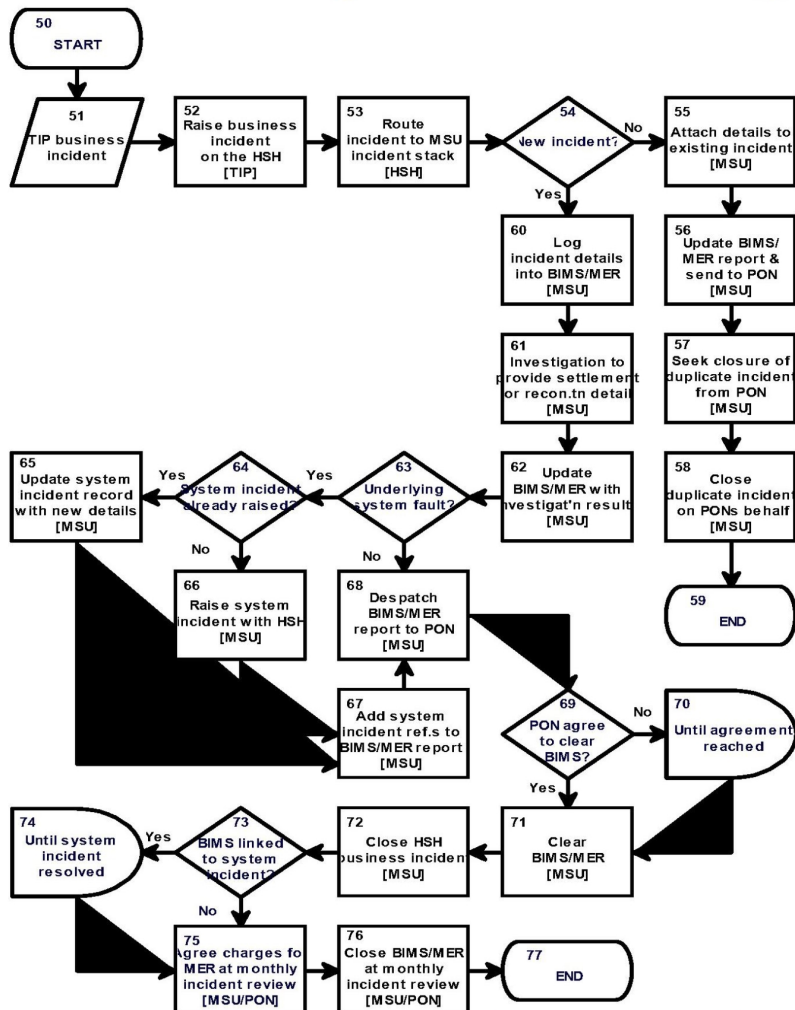 50
START
51
TIP business
incident
52
Raise business
incident
on the HSH
[TIP]
53
Route
incident to MSU
incident stack
[HSH]
54
New incident?
No
Yes
55
Attach details to
existing incident
[MSU]
60
Log
incident details
into BIMS/MER
[MSU]
56
Update BIMS/
MER report &
send to PON
[MSU]
61
Investigation to
provide settlement
or recon.tn detail
[MSU]
57
Seek closure of
duplicate incident
from PON
[MSU]
65
Update system
incident record
with new details
[MSU]
Yes
64
System incident
already raised?
No
Yes
63
Underlying
system fault?
No
62
Update
BIMS/MER with
investigat'n result
[MSU]
58
Close
duplicate incident
on PONs behalf
[MSU]
66
Raise system
incident with HSH
[MSU]
68
Despatch
BIMS/MER
report to PON
[MSU]
59
END
67
Add system
incident ref.s to
BIMS/MER report
[MSU]
69
PON agree
to clear
BIMS?
No
Yes
70
Until agreement
reached
74
Until system
incident
resolved
Yes
73
BIMS linked
to system
incident?
No
72
Close HSH
business incident
[MSU]
71
Clear
BIMS/MER
[MSU]
75
Agree charges fo
MER at monthly
incident review
[MSU/PON]
76
Close BIMS/MER
at monthly
incident review
[MSU/PON]
77
END